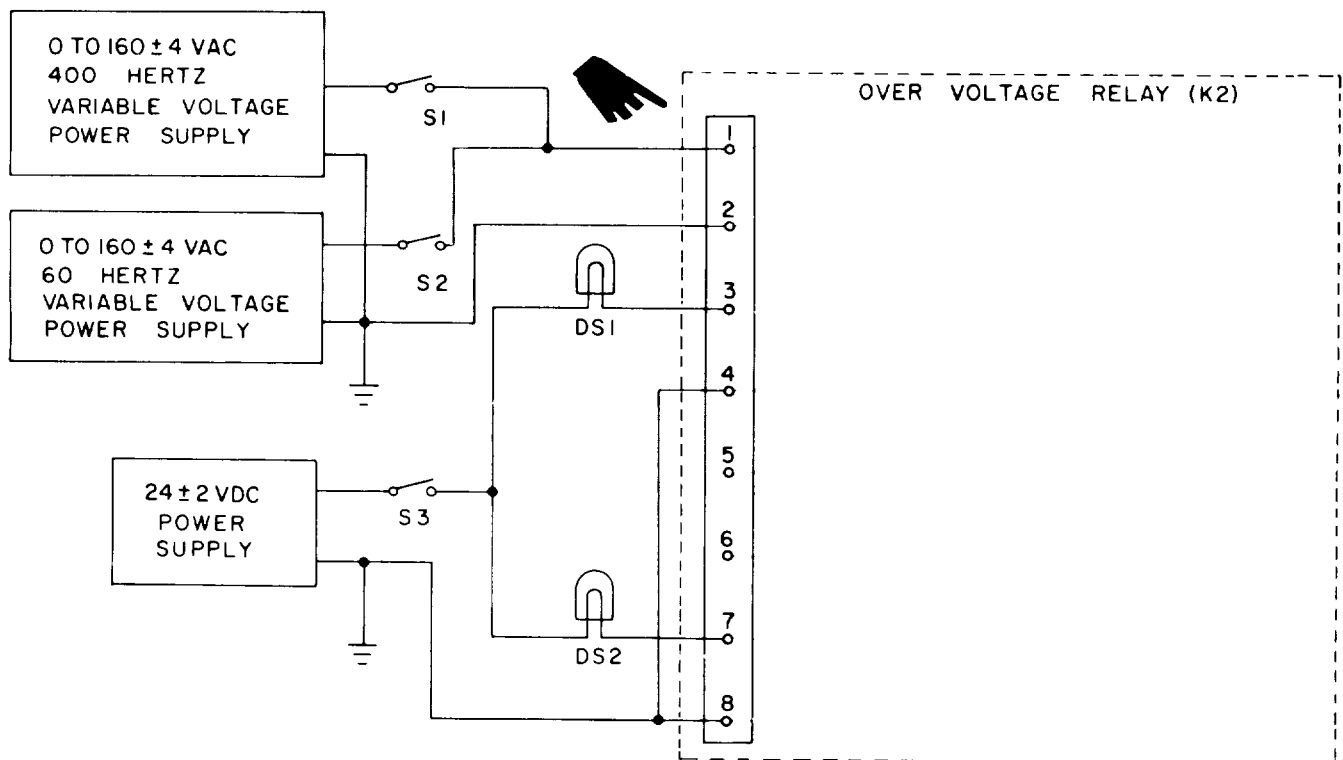 0 TO 160 ± 4 VAC
400 HERTZ
VARIABLE VOLTAGE
POWER SUPPLY
S1
OVER VOLTAGE RELAY (K2)
1
0 TO 160 ± 4 VAC
60 HERTZ
VARIABLE VOLTAGE
POWER SUPPLY
S2
2
3
DS1
4
24 ± 2 VDC
POWER
SUPPLY
S3
5
6
7
DS2
8